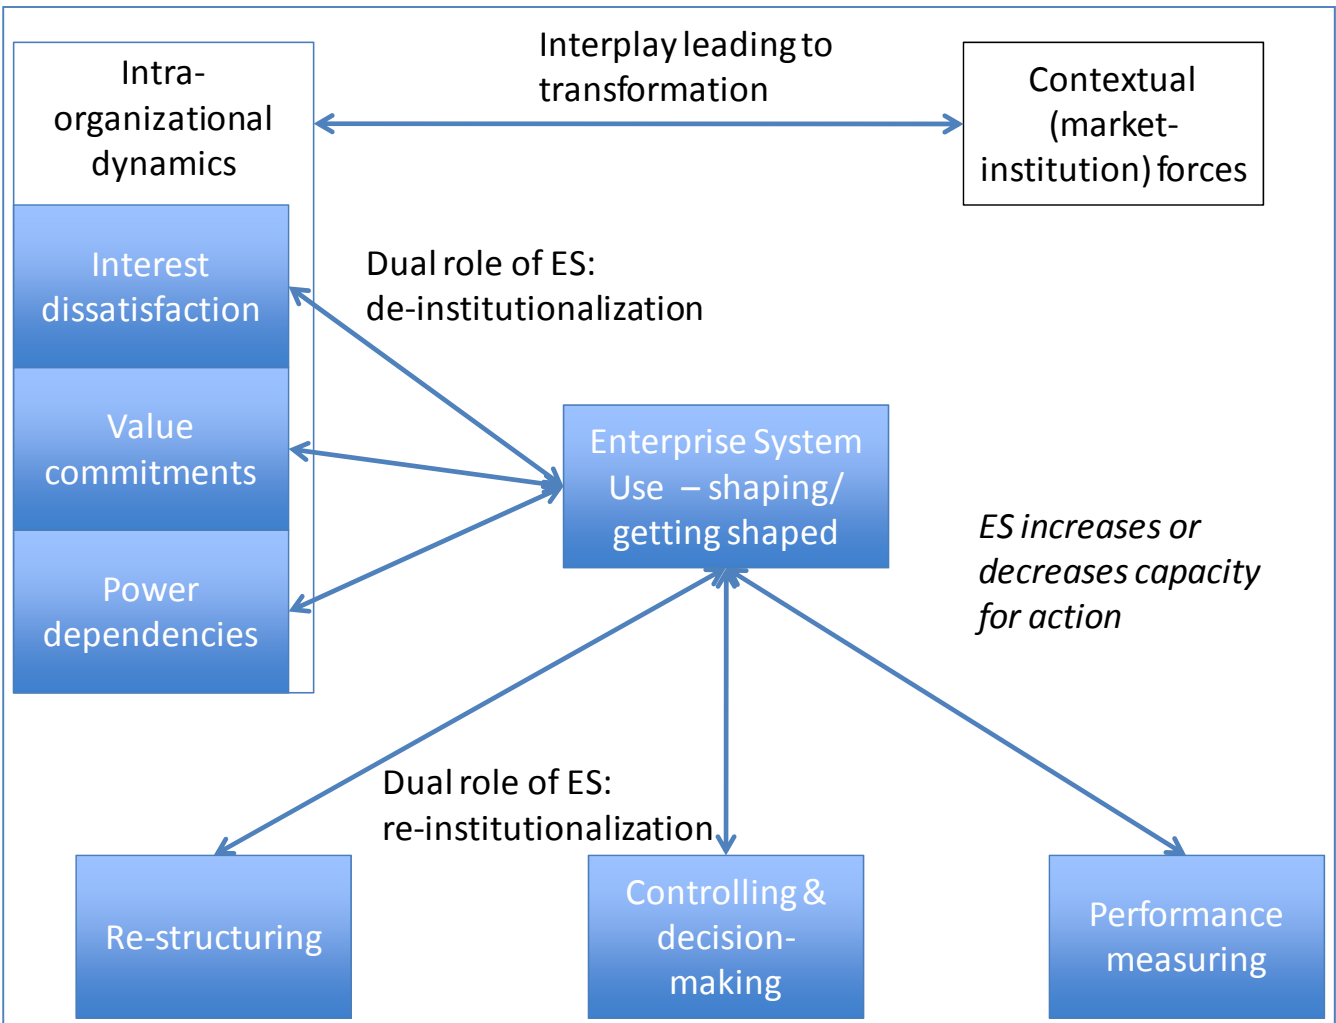 Intra-
organizational
dynamics
Interplay leading to
transformation
Contextual
(market-
institution) forces
Interest
dissatisfaction
Dual role of ES:
de-institutionalization
Value
commitments
Enterprise System
Use – shaping/
getting shaped
Power
dependencies
ES increases or
decreases capacity
for action
Dual role of ES:
re-institutionalization
Re-structuring
Controlling &
decision-
making
Performance
measuring